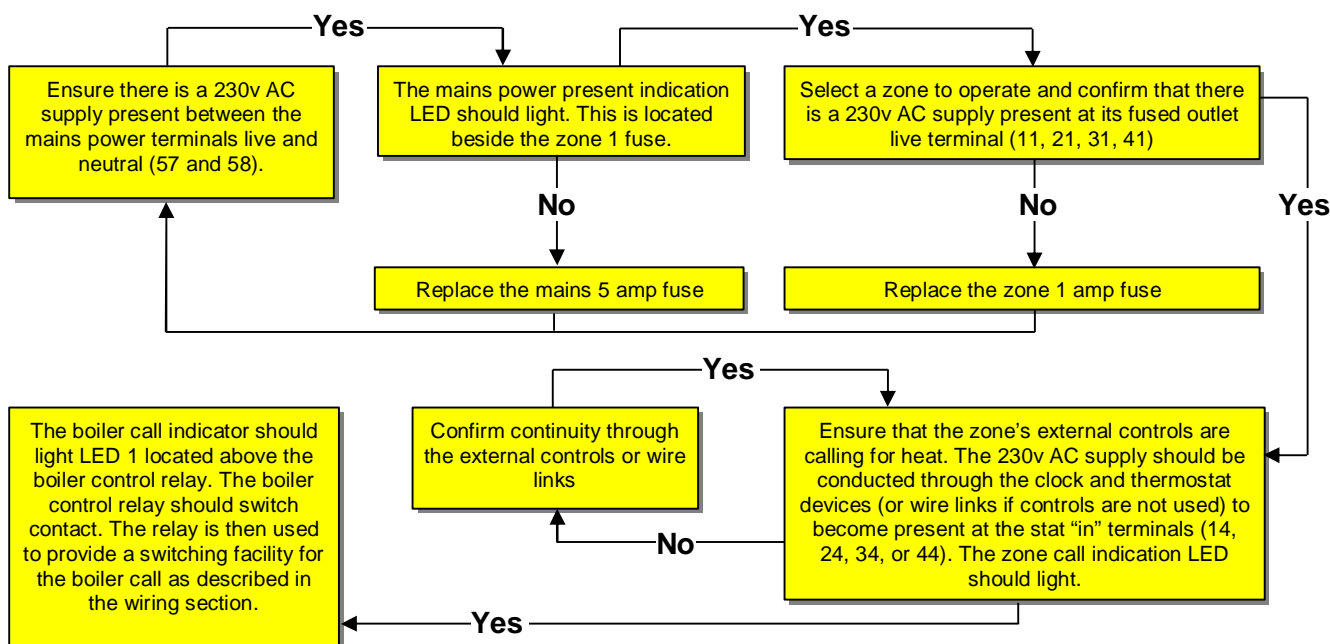 Yes
Yes
Ensure there is a 230v AC
supply present between the
mains power terminals live and
neutral (57 and 58).
The mains power present indication
LED should light. This is located
beside the zone 1 fuse.
Select a zone to operate and confirm that there
is a 230v AC supply present at its fused outlet
live terminal (11, 21, 31, 41)
No
No
Yes
Replace the mains 5 amp fuse
Replace the zone 1 amp fuse
Yes
The boiler call indicator should
light LED 1 located above the
boiler control relay. The boiler
control relay should switch
contact. The relay is then used
to provide a switching facility for
the boiler call as described in
the wiring section.
Confirm continuity through
the external controls or wire
links
Ensure that the zone’s external controls are
calling for heat. The 230v AC supply should be
conducted through the clock and thermostat
devices (or wire links if controls are not used) to
become present at the stat “in” terminals (14,
24, 34, or 44). The zone call indication LED
should light.
No
Yes